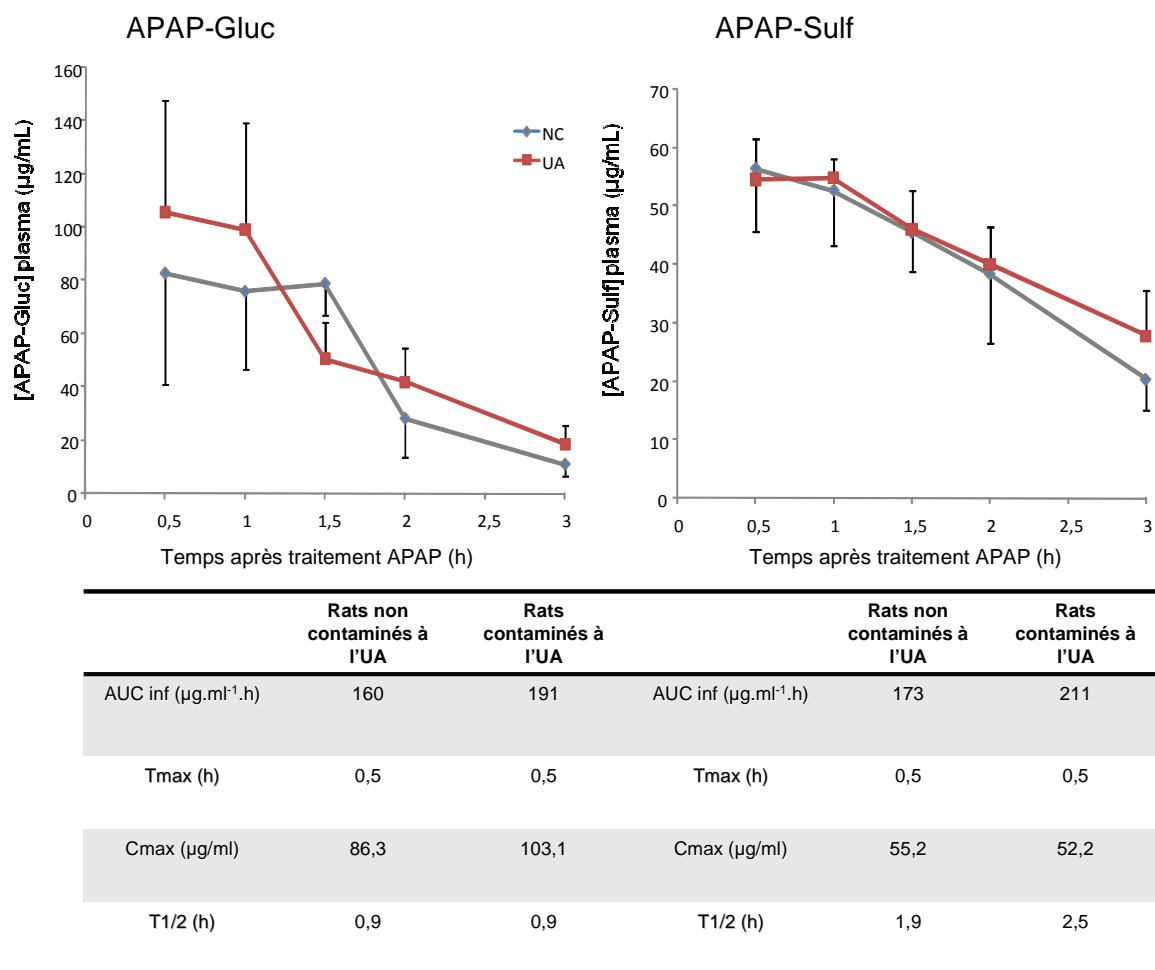 APAP-Gluc
[APAP-Gluc]plasma (µg/mL)
160
140
120
100
80
60
40
20
0
NC
UA
0
0,5
1
1,5
2
2,5
3
Temps après traitement APAP (h)
APAP-Sulf
[APAP-Sulf]plasma (µg/mL)
70
60
50
40
30
20
10
0
0
0,5
1
1,5
2
2,5
3
Temps après traitement APAP (h)
Rats non contaminés à l'UA
Rats contaminés à l'UA
Rats non contaminés à l'UA
Rats contaminés à l'UA
AUC inf (µg.ml-1.h) 160 191 AUC inf (µg.ml-1.h) 173 211
Tmax (h) 0,5 0,5 Tmax (h) 0,5 0,5
Cmax (µg/ml) 86,3 103,1 Cmax (µg/ml) 55,2 52,2
T1/2 (h) 0,9 0,9 T1/2 (h) 1,9 2,5